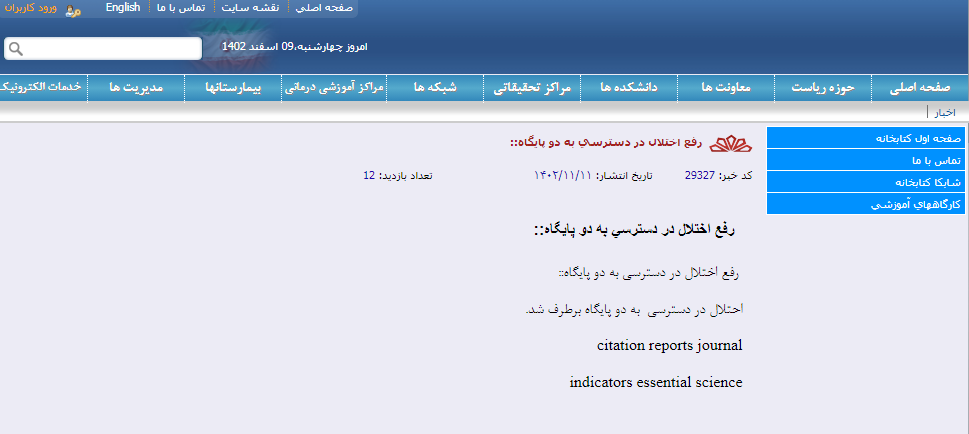 صفحه اصلي نقشه سايت تماس با ما English ورود کاربران
امروز چهارشنبه،09 اسفند 1402
صفحه اصلی حوزه ریاست معاونت ها دانشکده ها مراکز تحقیقاتی شبکه ها مراکز آموزشی درمانی بیمارستانها مدیریت ها خدمات الکترونیک
اخبار |
صفحه اول کتابخانه
تماس با ما
شابکا کتابخانه
کارگاههاي آموزشي
رفع اختلال در دسترسي به دو پايگاه::
کد خبر: 29327 تاریخ انتشار: ۱۴۰۲/۱۱/۱۱ تعداد بازدید: 12
رفع اختلال در دسترسي به دو پايگاه::
رفع اختلال در دسترسی به دو پایگاه::
اختلال در دسترسی به دو پایگاه برطرف شد.
citation reports journal
indicators essential science